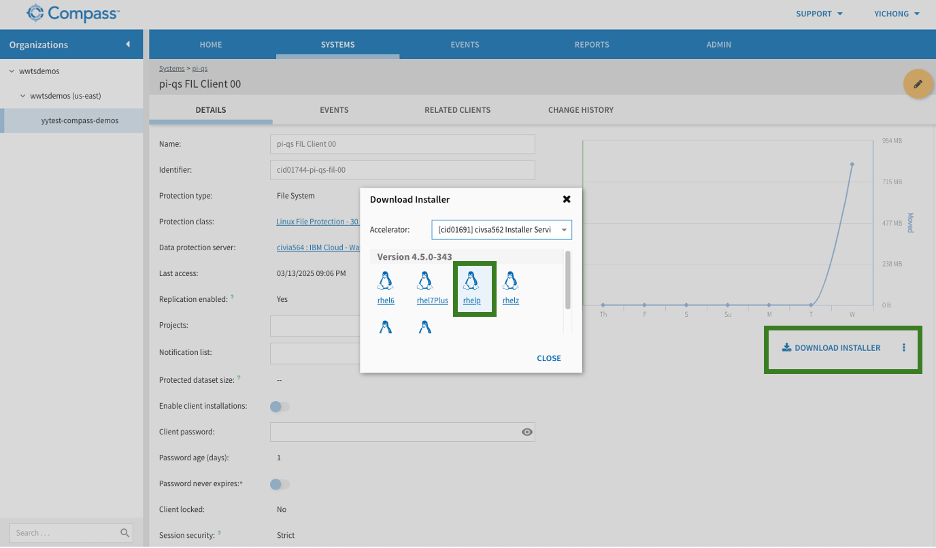 Compass™
SUPPORT
YICHONG
Organizations
HOME
SYSTEMS
EVENTS
REPORTS
ADMIN
wwtsdemos
wwtsdemos (us-east)
yytest-compass-demos
Systems > pi-qs
pi-qs FIL Client 00
DETAILS
EVENTS
RELATED CLIENTS
CHANGE HISTORY
Name:
pi-qs FIL Client 00
Identifier:
cid01744-pi-qs-fil-00
Protection type:
File System
Protection class:
Linux File Protection - 30
Data protection server:
civia564 : IBM Cloud - Wa
Last access:
03/13/2025 09:06 PM
Replication enabled: ?
Yes
Projects:
Notification list:
Protected dataset size: ?
--
Enable client installations:
Client password:
Password age (days):
1
Password never expires:*
Client locked:
No
Session security: ?
Strict
Download Installer
Accelerator:
[cid01691] civsa562 Installer Servi
Version 4.5.0-343
rhel6
rhel7Plus
rhelp
rhelz
CLOSE
954 MB
715 MB
477 MB
238 MB
0 B
Moved
Th
F
S
Su
M
T
W
DOWNLOAD INSTALLER
Search . . .